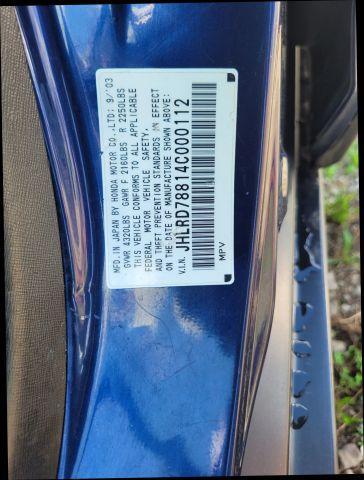 MFD.IN JAPAN BY HONDA MOTOR CO.,LTD: 9/'03
GVWR 4320LBS GAWR F 2160LBS R 2250LBS
THIS VEHICLE CONFORMS TO ALL APPLICABLE
FEDERAL MOTOR VEHICLE SAFETY,
AND THEFT PREVENTION STANDARDS IN EFFECT
ON THE DATE OF MANUFACTURE SHOWN ABOVE:
V.I.N. JHLRD78814C000112
MPV